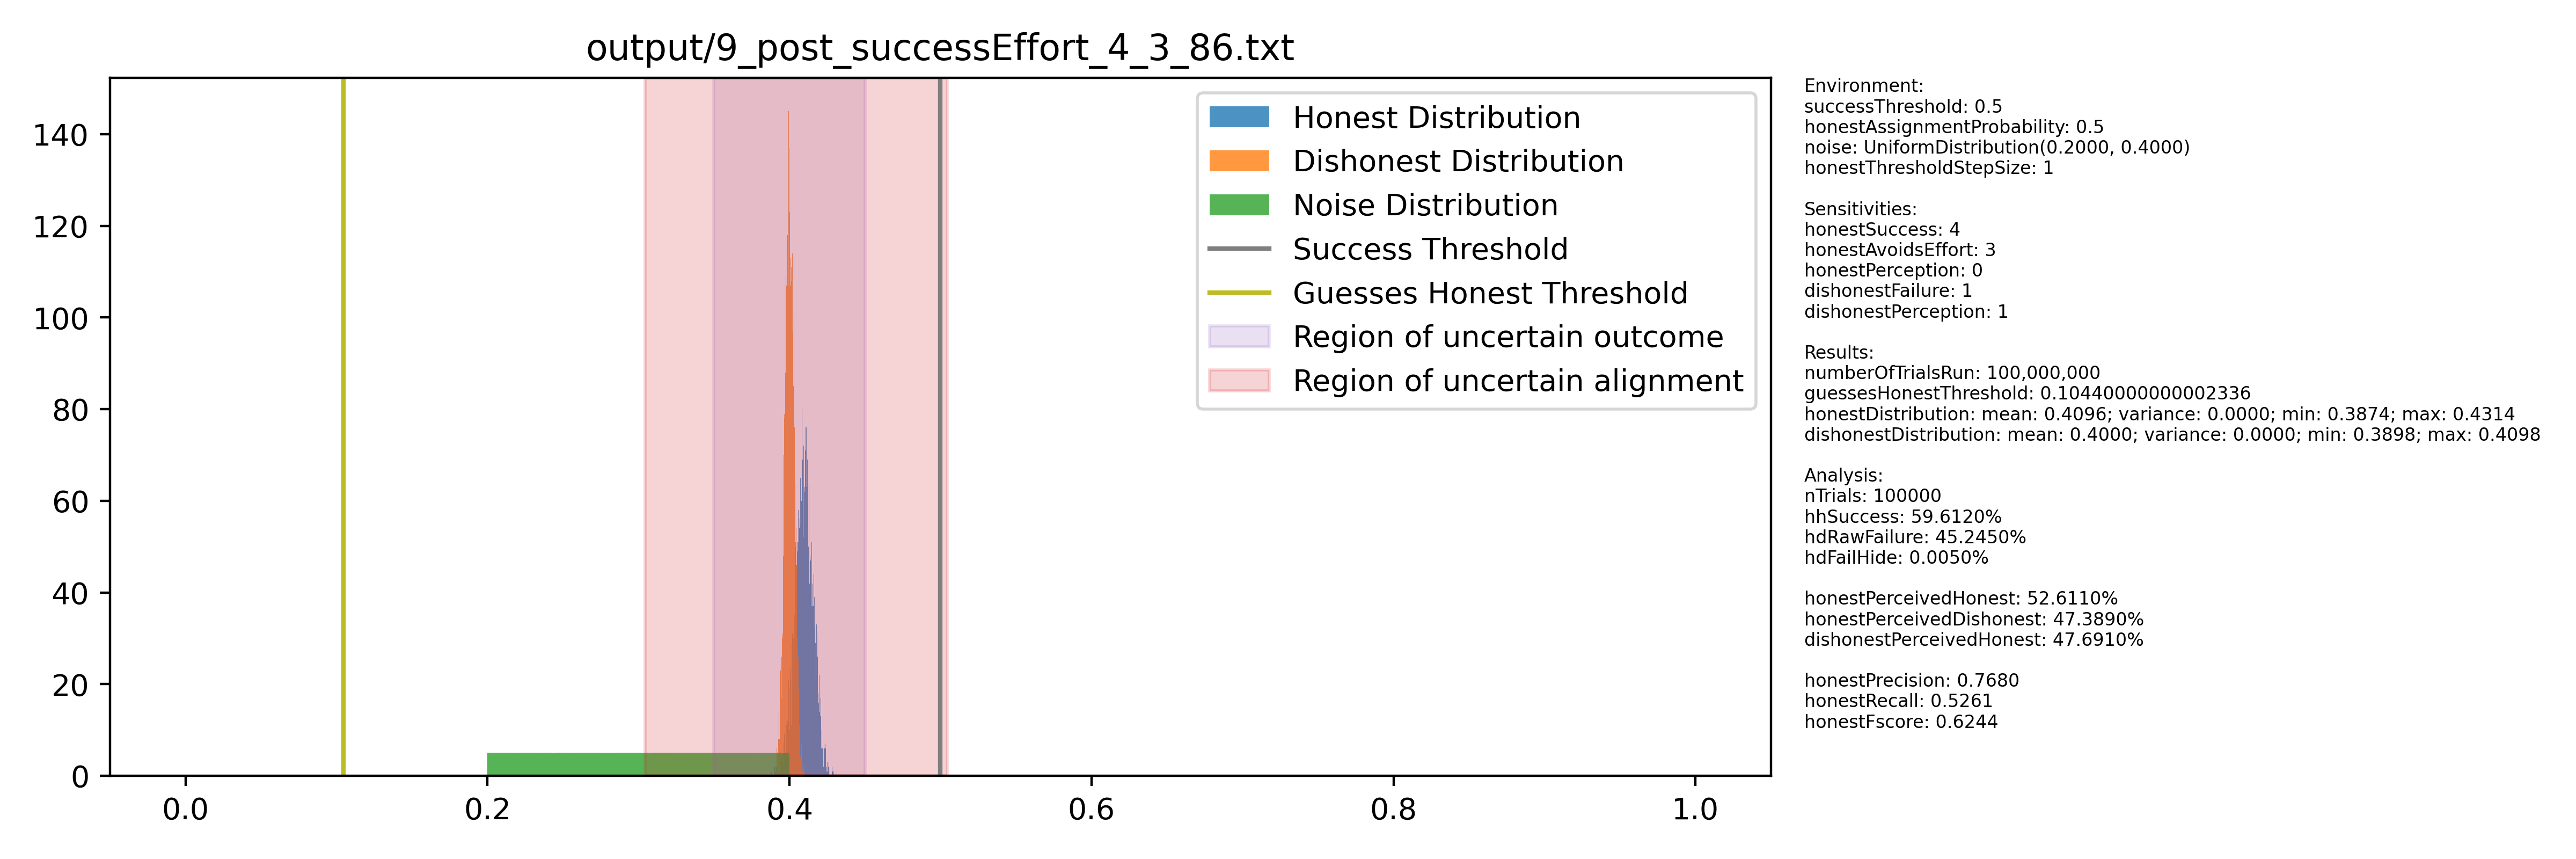 output/9_post_successEffort_4_3_86.txt
140
120
100
80
60
40
20
0
0.0
0.2
0.4
0.6
0.8
1.0
Honest Distribution
Dishonest Distribution
Noise Distribution
Success Threshold
Guesses Honest Threshold
Region of uncertain outcome
Region of uncertain alignment
Environment:
successThreshold: 0.5
honestAssignmentProbability: 0.5
noise: UniformDistribution(0.2000, 0.4000)
honestThresholdStepSize: 1
Sensitivities:
honestSuccess: 4
honestAvoidsEffort: 3
honestPerception: 0
dishonestFailure: 1
dishonestPerception: 1
Results:
numberOfTrialsRun: 100,000,000
guessesHonestThreshold: 0.10440000000002336
honestDistribution: mean: 0.4096; variance: 0.0000; min: 0.3874; max: 0.4314
dishonestDistribution: mean: 0.4000; variance: 0.0000; min: 0.3898; max: 0.4098
Analysis:
nTrials: 100000
hhSuccess: 59.6120%
hdRawFailure: 45.2450%
hdFailHide: 0.0050%
honestPerceivedHonest: 52.6110%
honestPerceivedDishonest: 47.3890%
dishonestPerceivedHonest: 47.6910%
honestPrecision: 0.7680
honestRecall: 0.5261
honestFscore: 0.6244